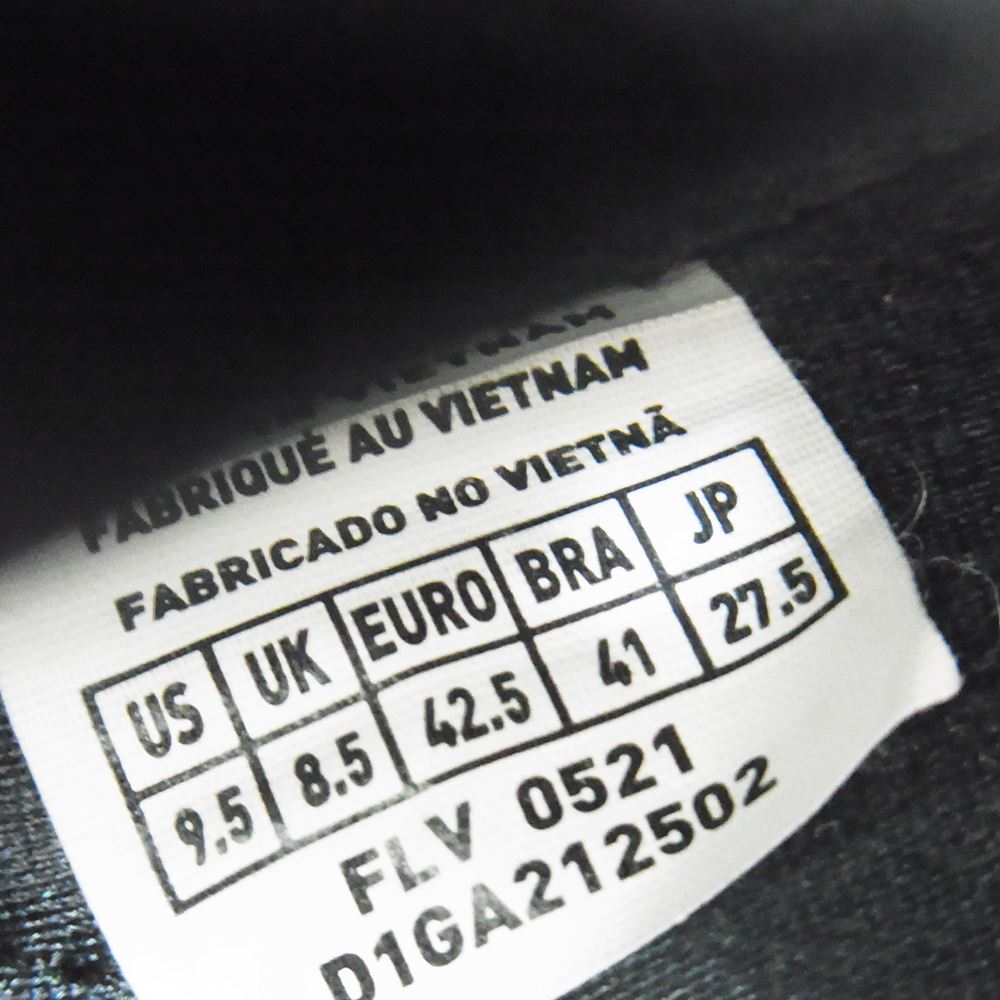 VIETNAM
FABRIQUÉ AU VIETNAM
FABRICADO NO VIETNÃ
US UK EURO BRA JP
9.5 8.5 42.5 41 27.5
FLV 0521
D1GA212502